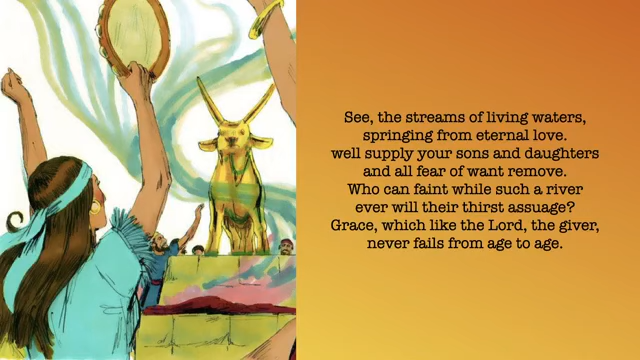 See, the streams of living waters,
springing from eternal love.
well supply your sons and daughters
and all fear of want remove.
Who can faint while such a river
ever will their thirst assuage?
Grace, which like the Lord, the giver,
never fails from age to age.